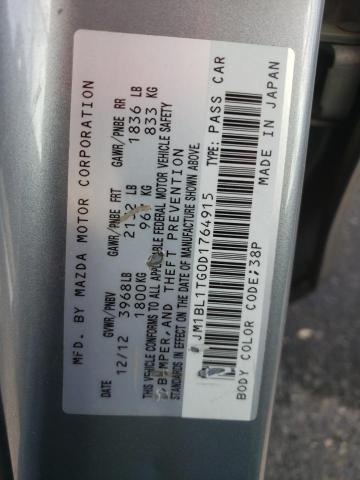 MFD. BY MAZDA MOTOR CORPORATION
DATE GVWR/PNBV GAWR/PNBE FRT GAWR/PNBE RR
12/12 3968LB LB 1836 LB
1800KG KG 833 KG
THIS VEHICLE CONFORMS TO ALL APPLICABLE FEDERAL MOTOR VEHICLE SAFETY,
BUMPER, AND THEFT PREVENTION
STANDARDS IN EFFECT ON THE DATE OF MANUFACTURE SHOWN ABOVE.
JM1BL1TG0D1764915 TYPE: PASS CAR
BODY COLOR CODE;38P MADE IN JAPAN